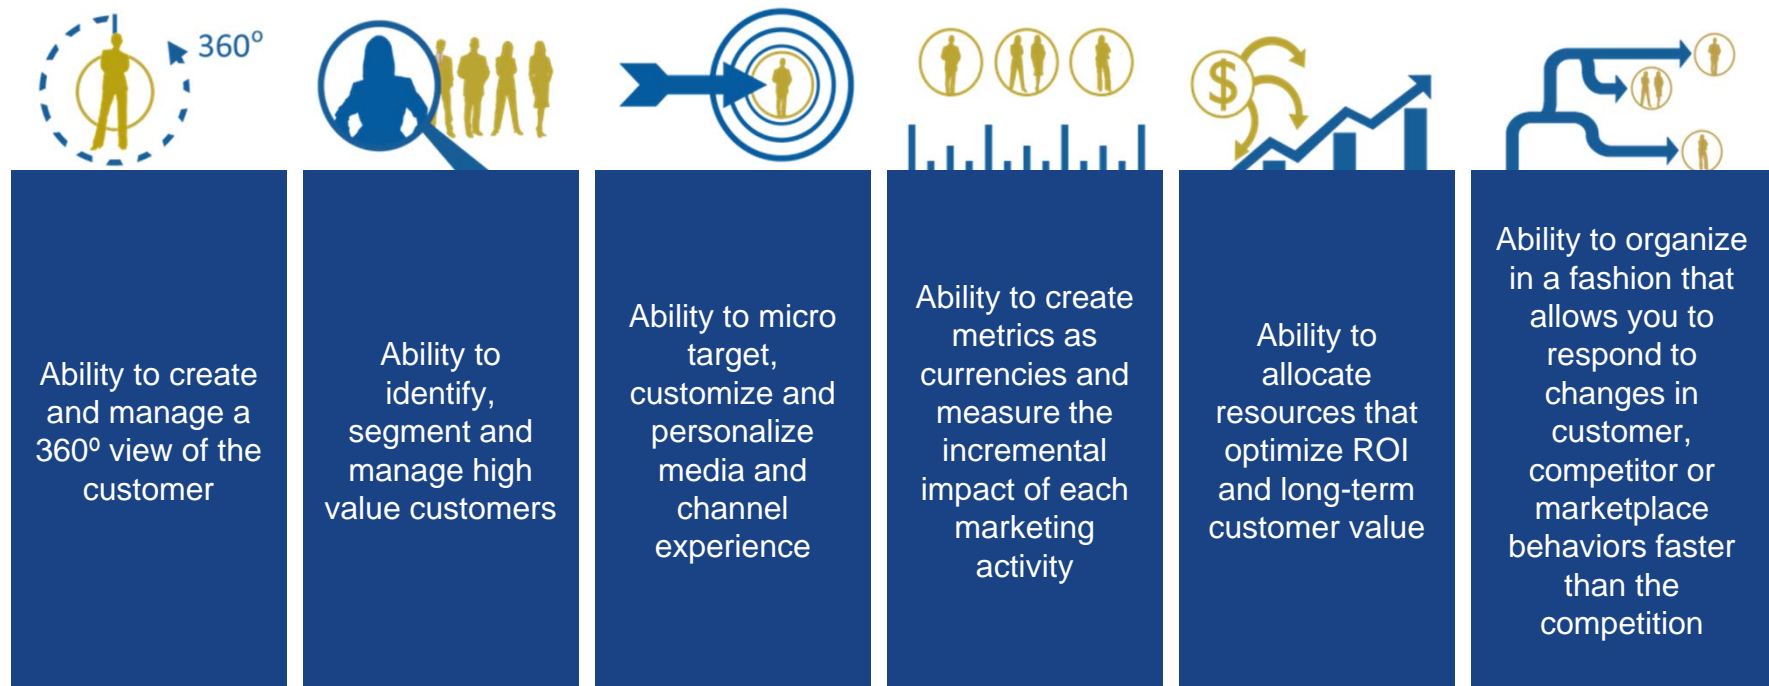 360°
$
Ability to create
and manage a
360º view of the
customer
Ability to
identify,
segment and
manage high
value customers
Ability to micro
target,
customize and
personalize
media and
channel
experience
Ability to create
metrics as
currencies and
measure the
incremental
impact of each
marketing
activity
Ability to
allocate
resources that
optimize ROI
and long-term
customer value
Ability to organize
in a fashion that
allows you to
respond to
changes in
customer,
competitor or
marketplace
behaviors faster
than the
competition